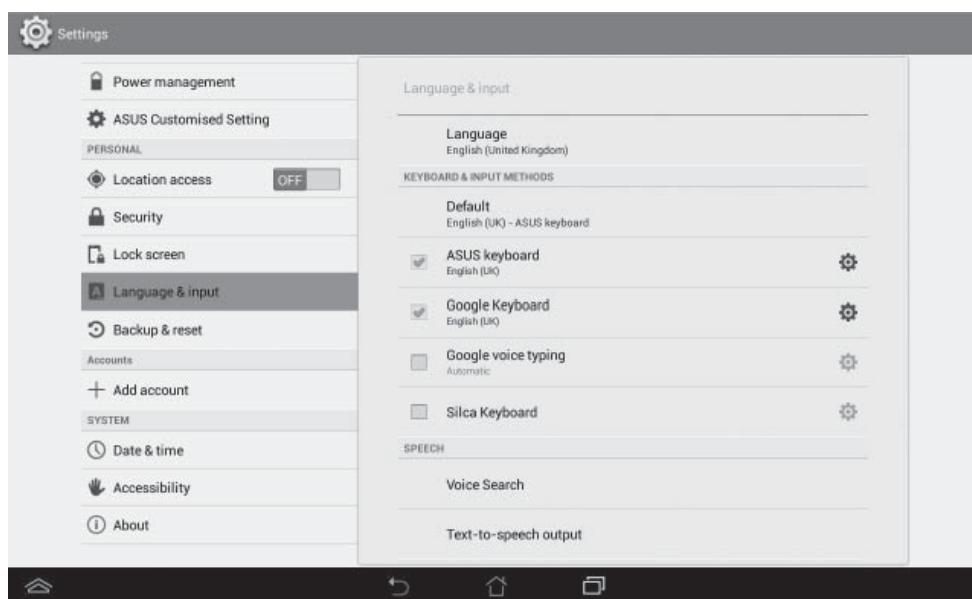 Settings
Power management
ASUS Customised Setting
PERSONAL
Location access
OFF
Security
Lock screen
Language & input
Backup & reset
Accounts
Add account
SYSTEM
Date & time
Accessibility
About
Language & input
Language
English (United Kingdom)
KEYBOARD & INPUT METHODS
Default
English (UK) - ASUS keyboard
ASUS keyboard
English (UK)
Google Keyboard
English (UK)
Google voice typing
Automatic
Silca Keyboard
SPEECH
Voice Search
Text-to-speech output